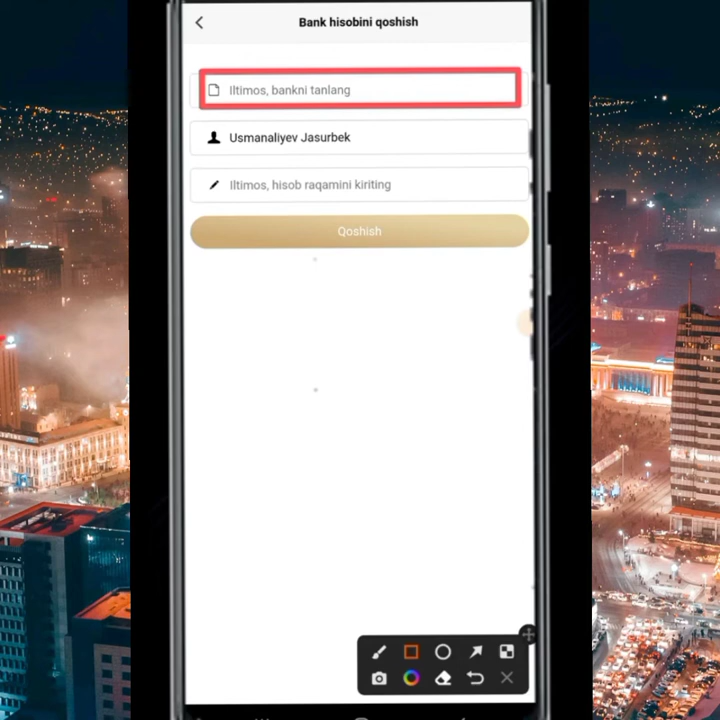 Bank hisobini qoshish
Iltimos, bankni tanlang
Usmanaliyev Jasurbek
Iltimos, hisob raqamini kiriting
Qoshish